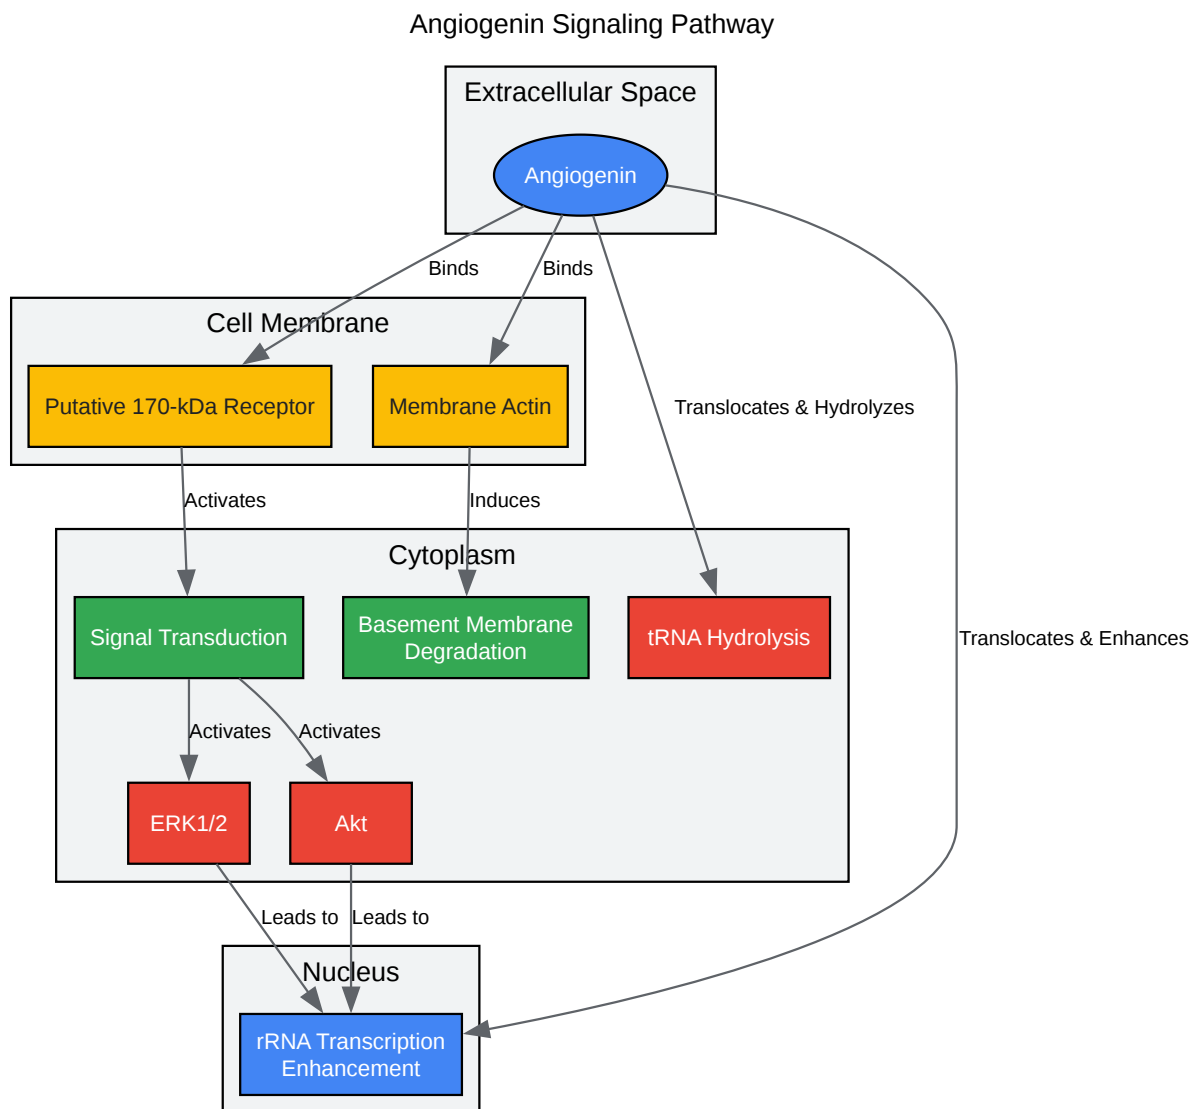 Angiogenin Signaling Pathway
Extracellular Space
Angiogenin
Binds
Binds
Cell Membrane
Putative 170-kDa Receptor
Membrane Actin
Translocates & Hydrolyzes
Activates
Induces
Cytoplasm
Signal Transduction
Basement Membrane
Degradation
tRNA Hydrolysis
Translocates & Enhances
Activates
Activates
ERK1/2
Akt
Leads to
Leads to
Nucleus
rRNA Transcription
Enhancement